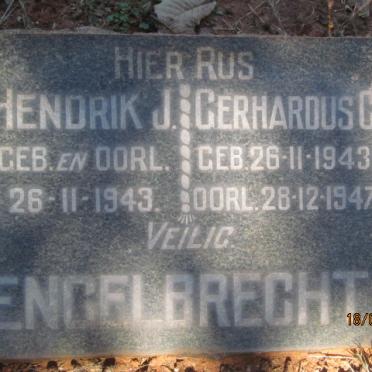 HIER RUS
HENDRIK J. GERHARDUS C
GEB. EN OORL. GEB. 26-11-1943
26-11-1943. OORL. 28-12-1947
VEILIG.
ENGELBRECHT